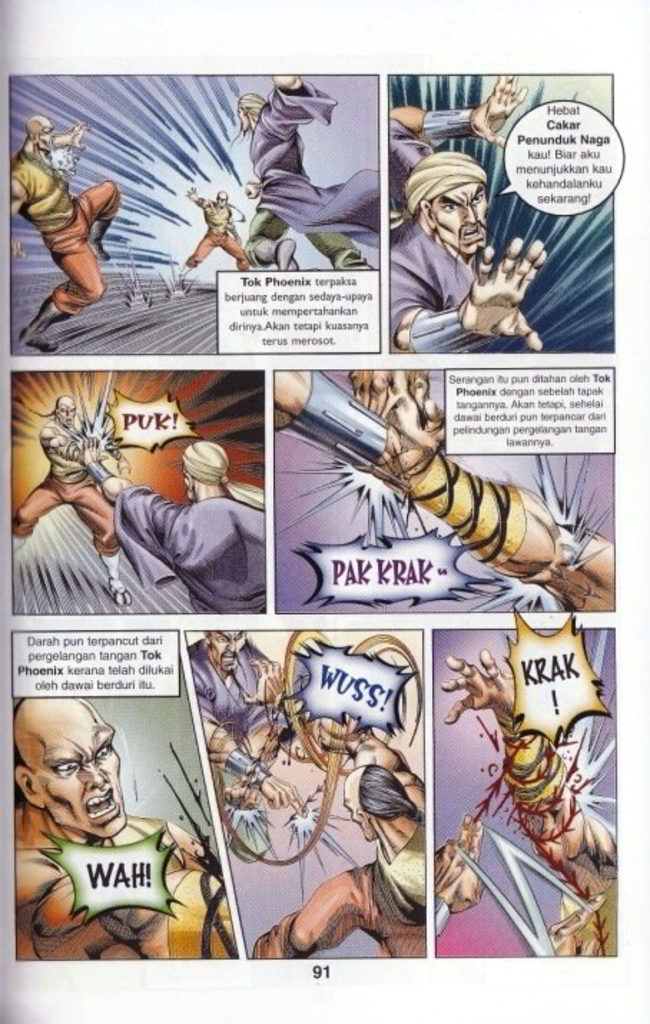 Tok Phoenix terpaksa
berjuang dengan sedaya-upaya
untuk mempertahankan
dirinya.Akan tetapi kuasanya
terus merosot.
Hebat
Cakar
Penunduk Naga
kau! Biar aku
menunjukkan kau
kehandalanku
sekarang!
PUK!
Serangan itu pun ditahan oleh Tok
Phoenix dengan sebelah tapak
tangannya. Akan tetapi, sehelai
dawai berduri pun terpancar dari
pelindungan pergelangan tangan
lawannya.
PAK KRAK
Darah pun terpancut dari
pergelangan tangan Tok
Phoenix kerana telah dilukai
oleh dawai berduri itu.
WAH!
WUSS!
KRAK
!
91